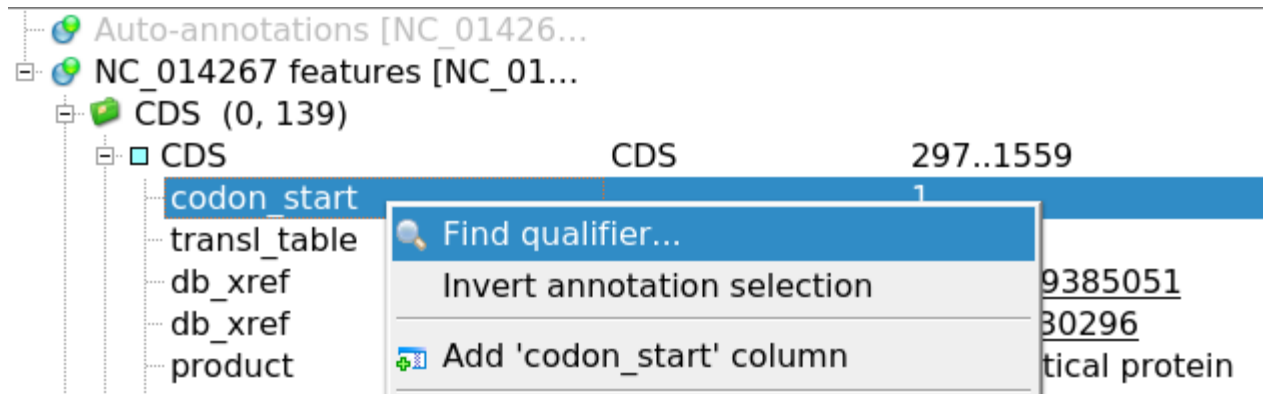 Auto-annotations [NC_01426...
NC_014267 features [NC_01...
CDS (0, 139)
CDS CDS 297..1559
codon_start 1
Find qualifier...
transl_table
Invert annotation selection
db_xref 9385051
db_xref 30296
Add 'codon_start' column
product tical protein